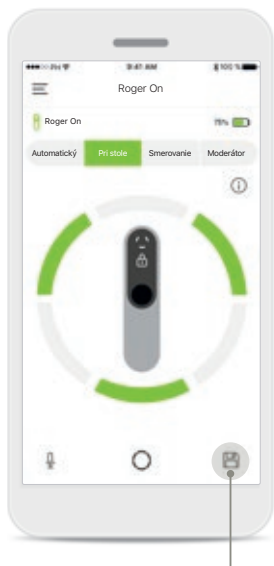 9:41 AM 100 %
Roger On
Roger On 75%
Automatický Pri stole Smerovanie Moderátor